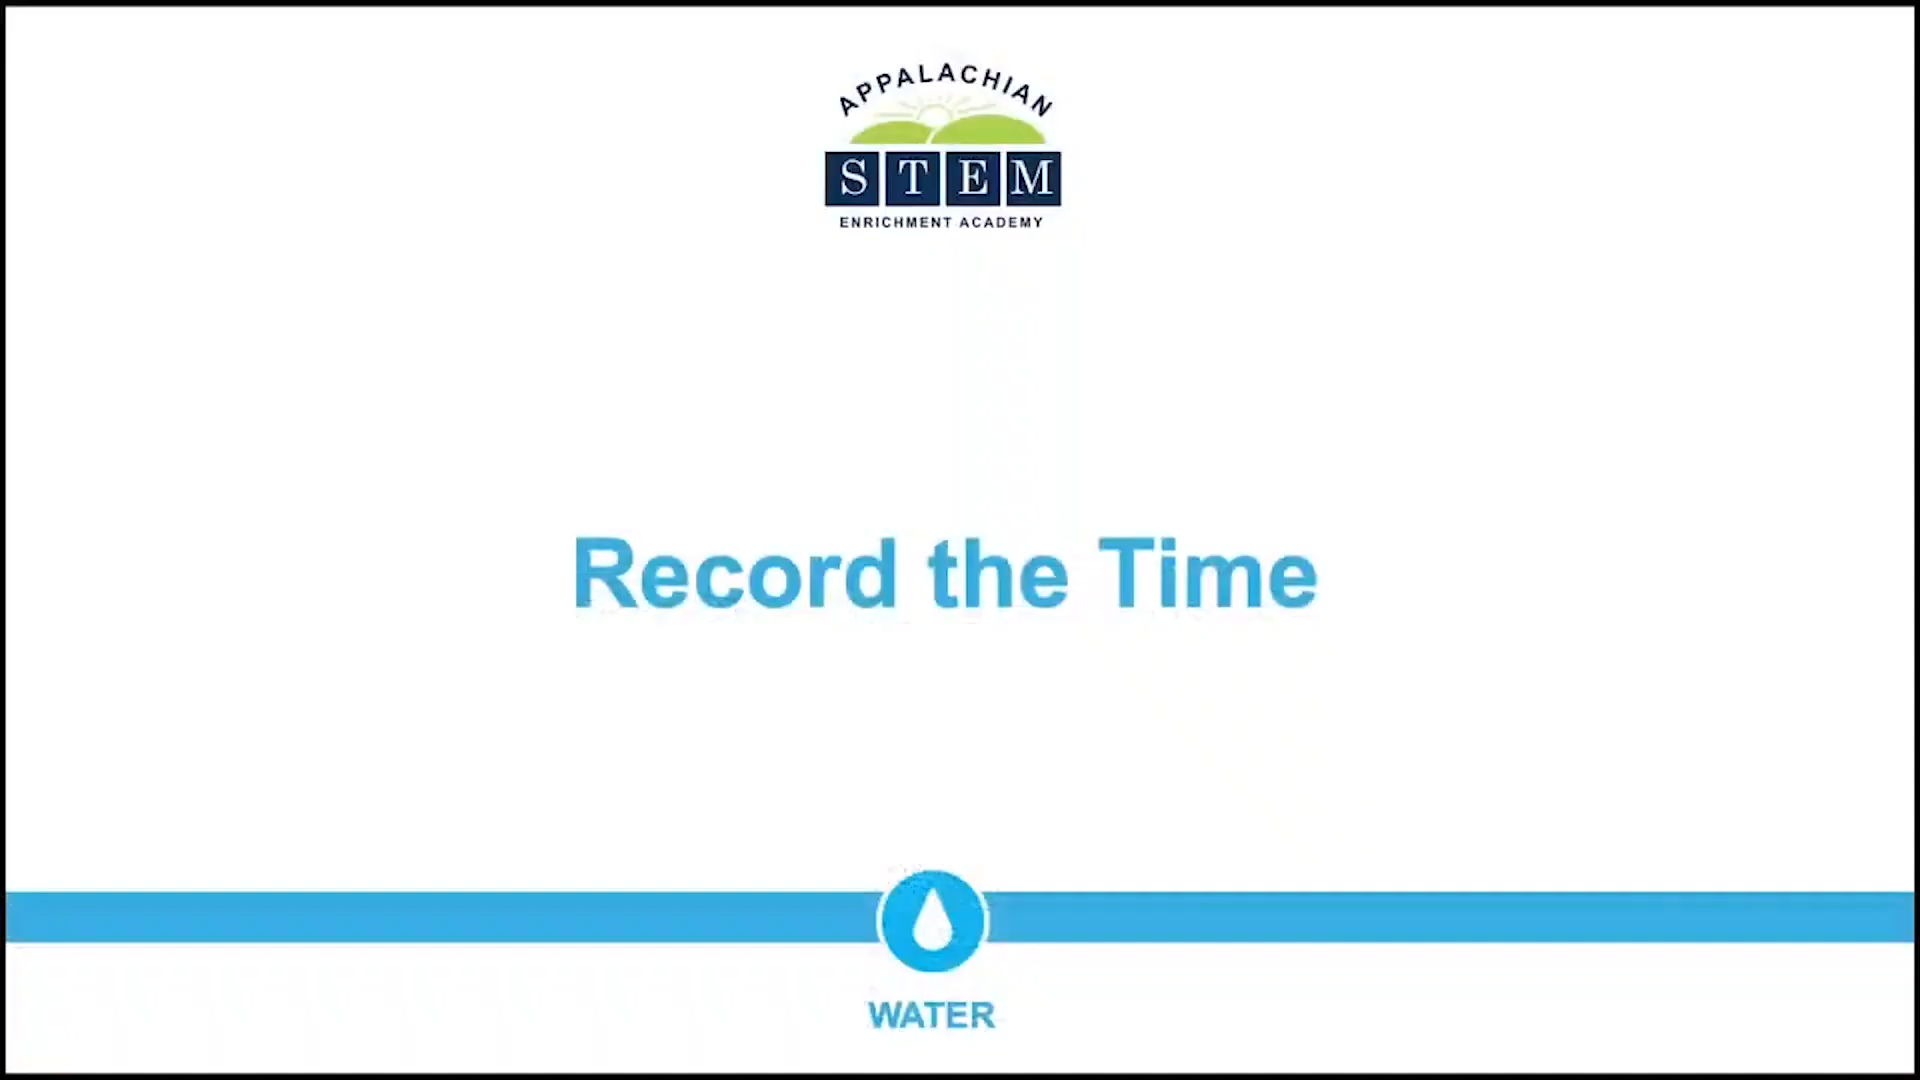 APPALACHIAN
STEM
ENRICHMENT ACADEMY
Record the Time
WATER